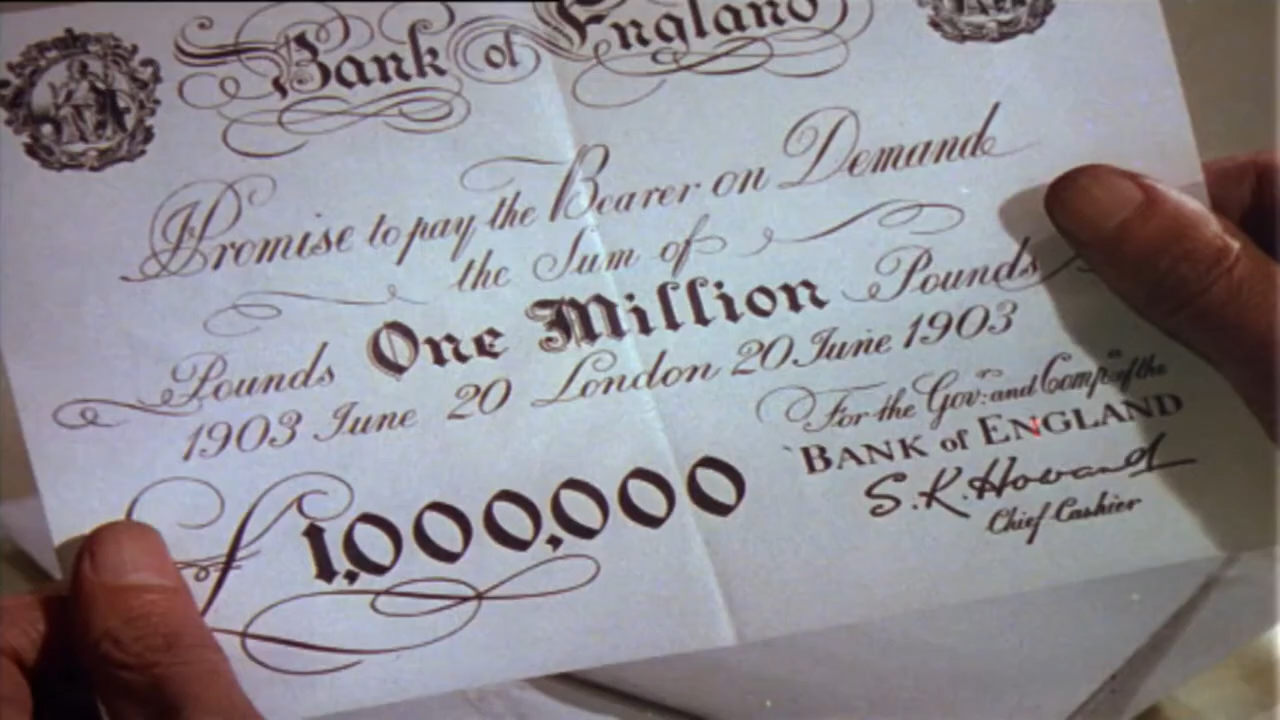 Bank of England
Promise to pay the Bearer on Demand
the Sum of
Pounds One Million Pounds
1903 June 20 London 20 June 1903
For the Gov: and Comp. of the
BANK of ENGLAND
S. K. Howard
Chief Cashier
£1,000,000